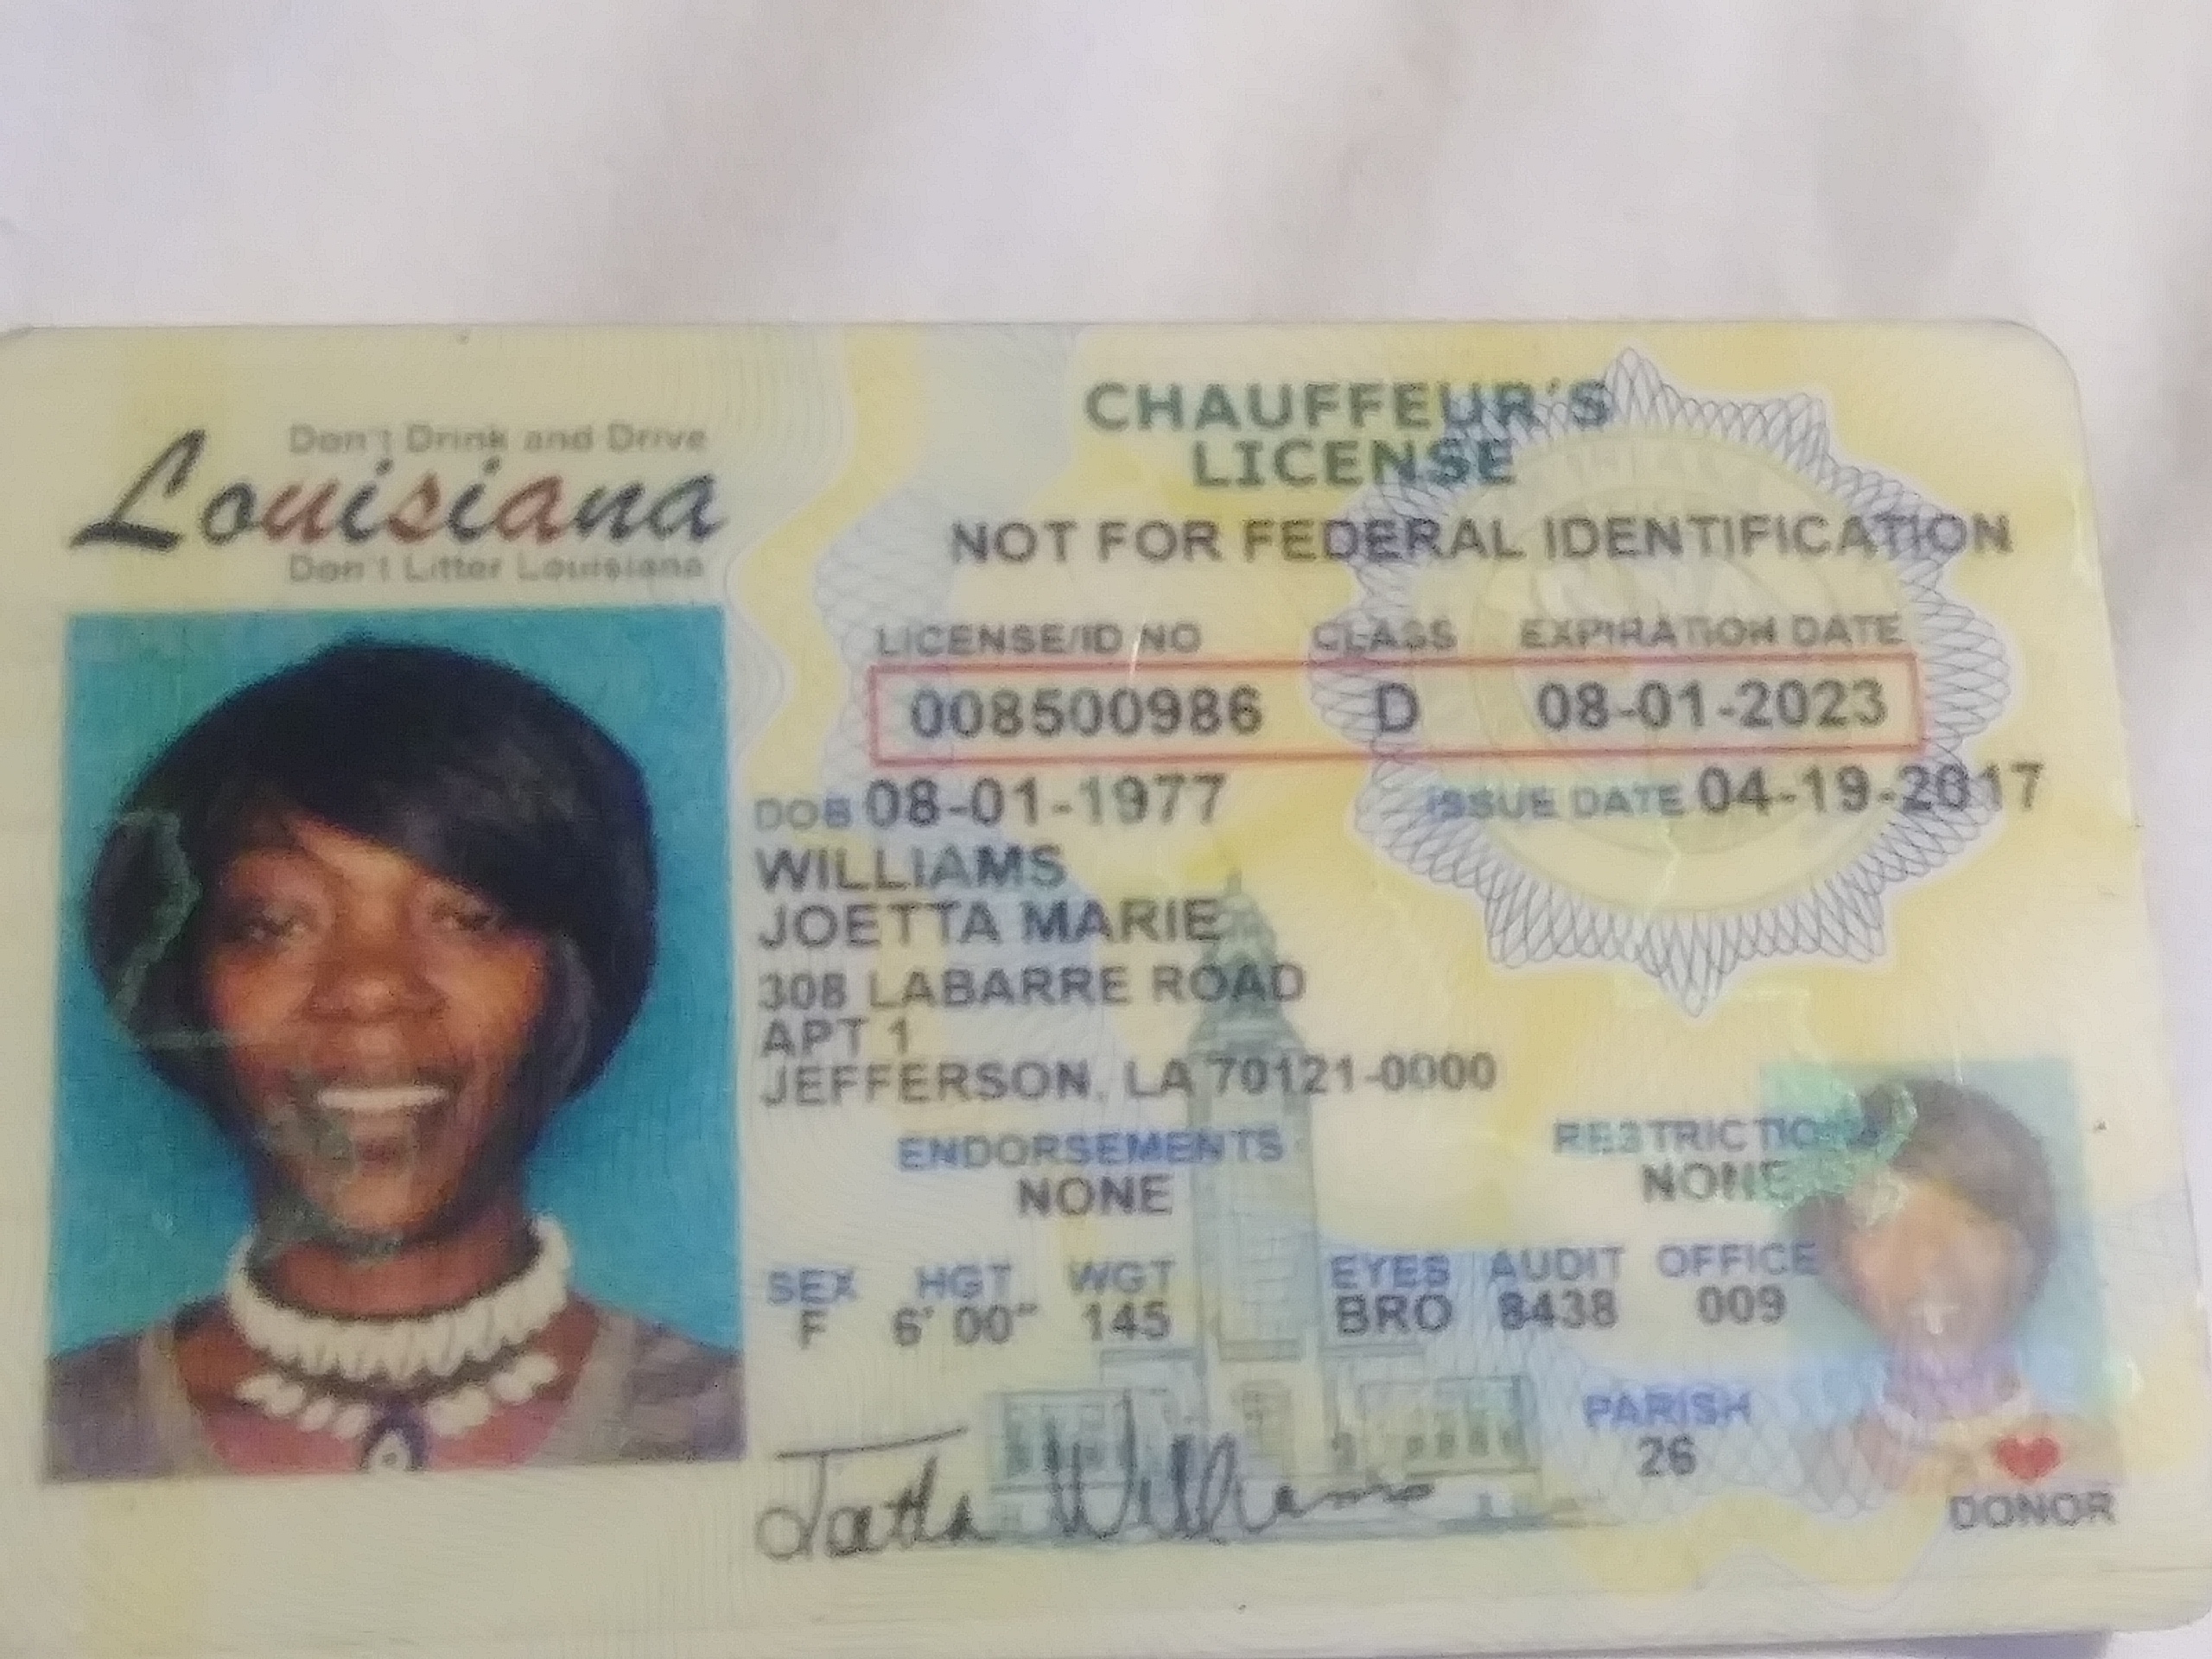 Don't Drink and Drive
Louisiana
Don't Litter Louisiana
CHAUFFEUR'S
LICENSE
NOT FOR FEDERAL IDENTIFICATION
LICENSE/ID NO CLASS EXPIRATION DATE
008500986 D 08-01-2023
DOB 08-01-1977 ISSUE DATE 04-19-2017
WILLIAMS
JOETTA MARIE
308 LABARRE ROAD
APT 1
JEFFERSON, LA 70121-0000
ENDORSEMENTS RESTRICTIONS
NONE NONE
SEX HGT WGT EYES AUDIT OFFICE
F 6' 00" 145 BRO 8438 009
PARISH
26
Joetta Williams
DONOR